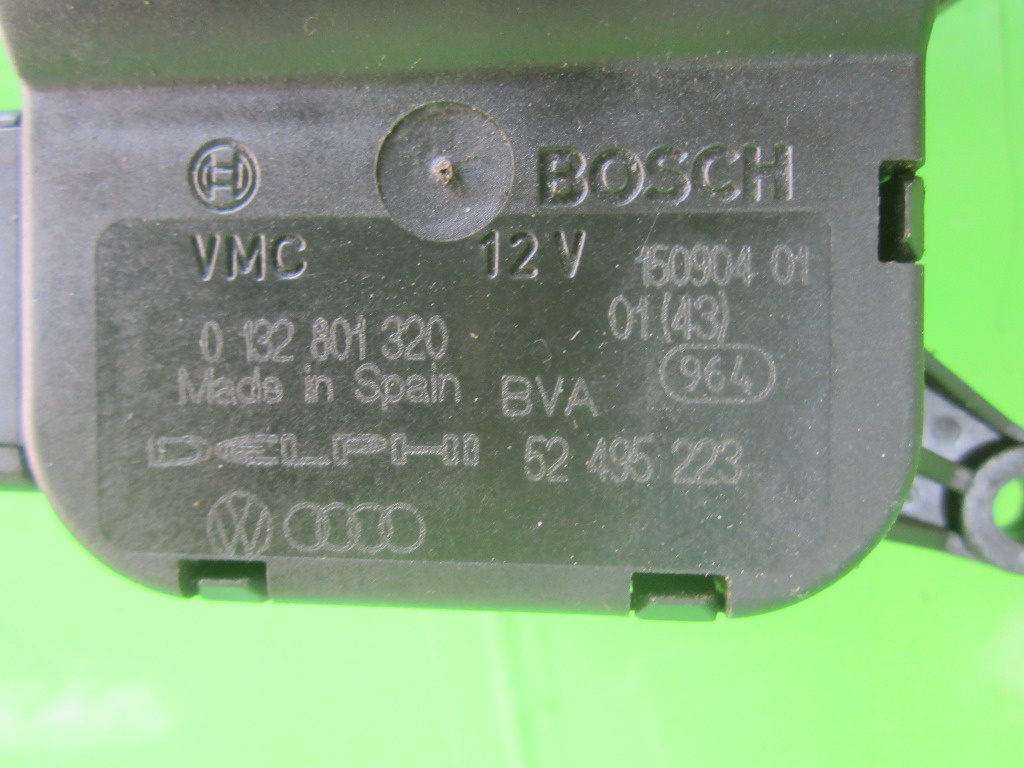 BOSCH
VMC 12 V 150904 01
0 132 801 320 01 (43)
Made in Spain BVA 964
DELPHI 52 495 223